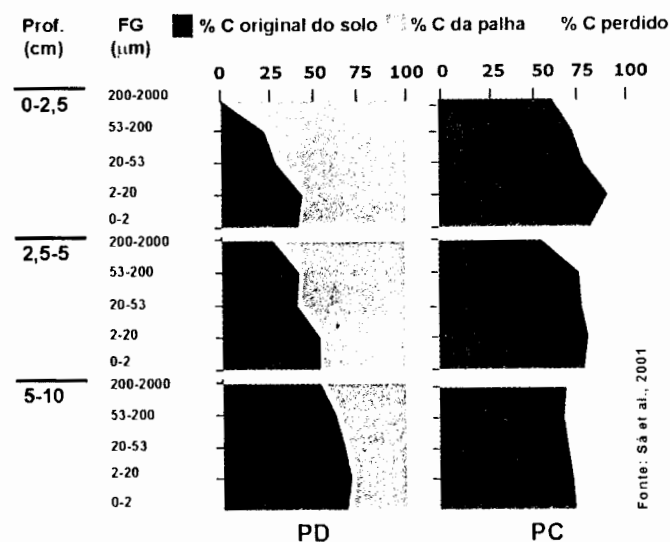 Prof. (cm)
FG (µm)
% C original do solo % C da palha % C perdido
0 25 50 75 100
0 25 50 75 100
0-2,5
200-2000
53-200
20-53
2-20
0-2
2,5-5
200-2000
53-200
20-53
2-20
0-2
5-10
200-2000
53-200
20-53
2-20
0-2
PD
PC
Fonte: Sà et al., 2001